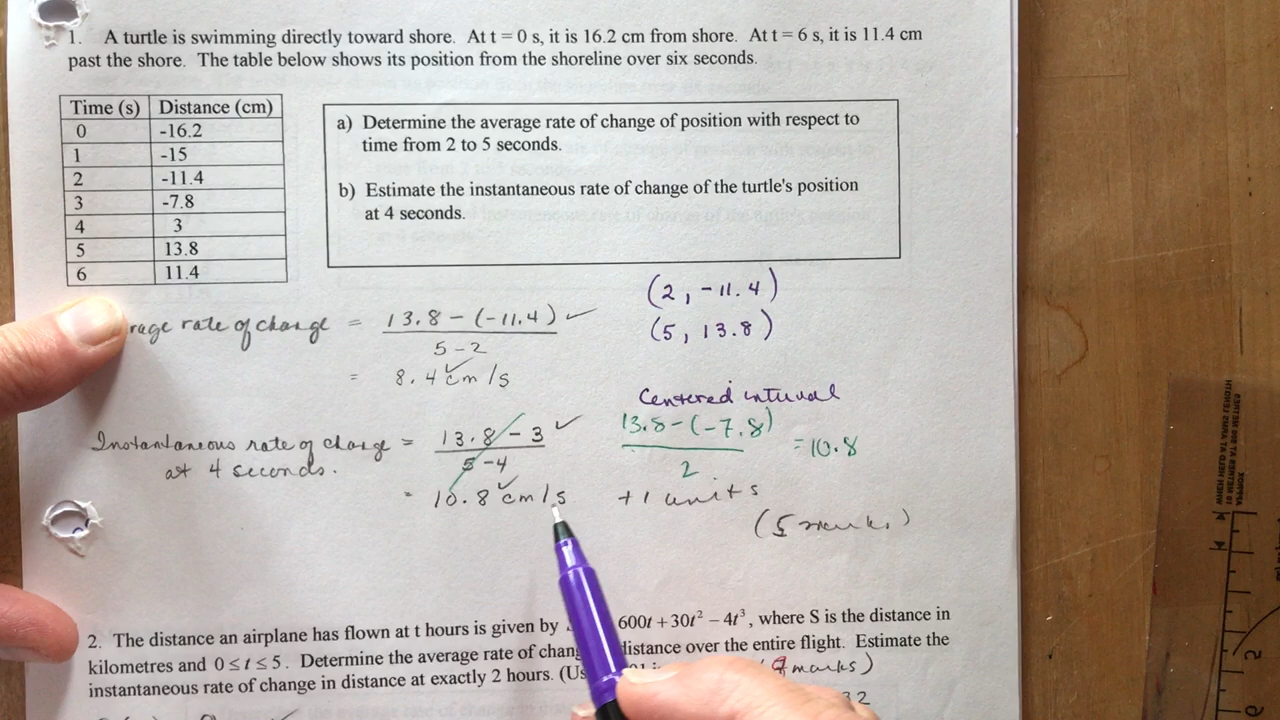 1. A turtle is swimming directly toward shore. At t = 0 s, it is 16.2 cm from shore. At t = 6 s, it is 11.4 cm
past the shore. The table below shows its position from the shoreline over six seconds.
Time (s) Distance (cm)
0 -16.2
1 -15
2 -11.4
3 -7.8
4 3
5 13.8
6 11.4
a) Determine the average rate of change of position with respect to
time from 2 to 5 seconds.
b) Estimate the instantaneous rate of change of the turtle's position
at 4 seconds.
(2, -11.4)
(5, 13.8)
rage rate of change = 13.8 - (-11.4) ✓
5 - 2
= 8.4 cm/s ✓
Centered interval
Instantaneous rate of change = 13.8 - 3 ✓
at 4 seconds. 5 - 4
= 10.8 cm/s ✓
13.8 - (-7.8) = 10.8
2
+1 units
(5 marks)
2. The distance an airplane has flown at t hours is given by 600t + 30t² – 4t³, where S is the distance in
kilometres and 0 ≤ t ≤ 5. Determine the average rate of chan distance over the entire flight. Estimate the
instantaneous rate of change in distance at exactly 2 hours. (Us marks)